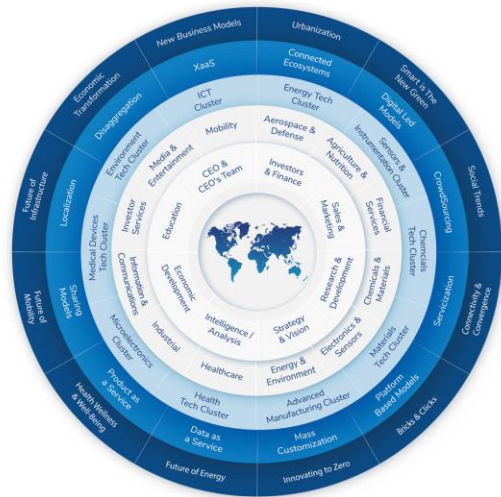 New Business Models
Urbanization
Smart is The
New Green
Social Trends
Connectivity &
Convergence
Bricks & Clicks
Innovating to Zero
Future of Energy
Health Wellness
& Well-Being
Future of
Mobility
Future of
Infrastructure
Economic
Transformation
XaaS
Connected
Ecosystems
Digital Led
Models
CrowdSourcing
Servicization
Platform
Based Models
Mass
Customization
Data as
a Service
Product as
a Service
Sharing
Models
Localization
Disaggregation
ICT
Cluster
Energy Tech
Cluster
Sensors &
Instrumentation Cluster
Chemcials
Tech Cluster
Materials
Tech Cluster
Advanced
Manufacturing Cluster
Health
Tech Cluster
Microelectronics
Cluster
Medical Devices
Tech Cluster
Environment
Tech Cluster
Mobility
Aerospace &
Defense
Agriculture &
Nutrition
Financial
Services
Chemicals &
Materials
Electronics &
Sensors
Energy &
Environment
Healthcare
Industrial
Information &
Communications
Investor
Services
Media &
Entertainment
CEO &
CEO's Team
Investors
& Finance
Sales &
Marketing
Research &
Development
Strategy
& Vision
Intelligence /
Analysis
Economic
Development
Education